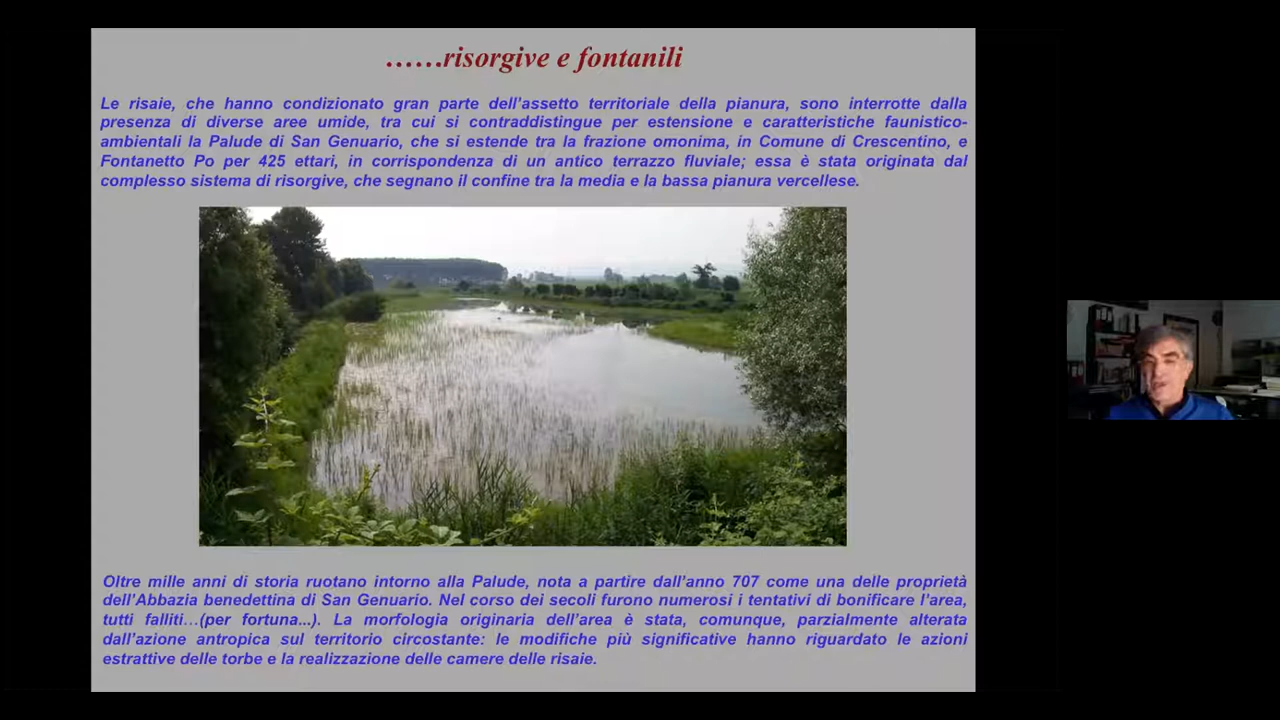 ……risorgive e fontanili
Le risaie, che hanno condizionato gran parte dell'assetto territoriale della pianura, sono interrotte dalla
presenza di diverse aree umide, tra cui si contraddistingue per estensione e caratteristiche faunistico-
ambientali la Palude di San Genuario, che si estende tra la frazione omonima, in Comune di Crescentino, e
Fontanetto Po per 425 ettari, in corrispondenza di un antico terrazzo fluviale; essa è stata originata dal
complesso sistema di risorgive, che segnano il confine tra la media e la bassa pianura vercellese.
Oltre mille anni di storia ruotano intorno alla Palude, nota a partire dall'anno 707 come una delle proprietà
dell'Abbazia benedettina di San Genuario. Nel corso dei secoli furono numerosi i tentativi di bonificare l'area,
tutti falliti…(per fortuna...). La morfologia originaria dell'area è stata, comunque, parzialmente alterata
dall'azione antropica sul territorio circostante: le modifiche più significative hanno riguardato le azioni
estrattive delle torbe e la realizzazione delle camere delle risaie.